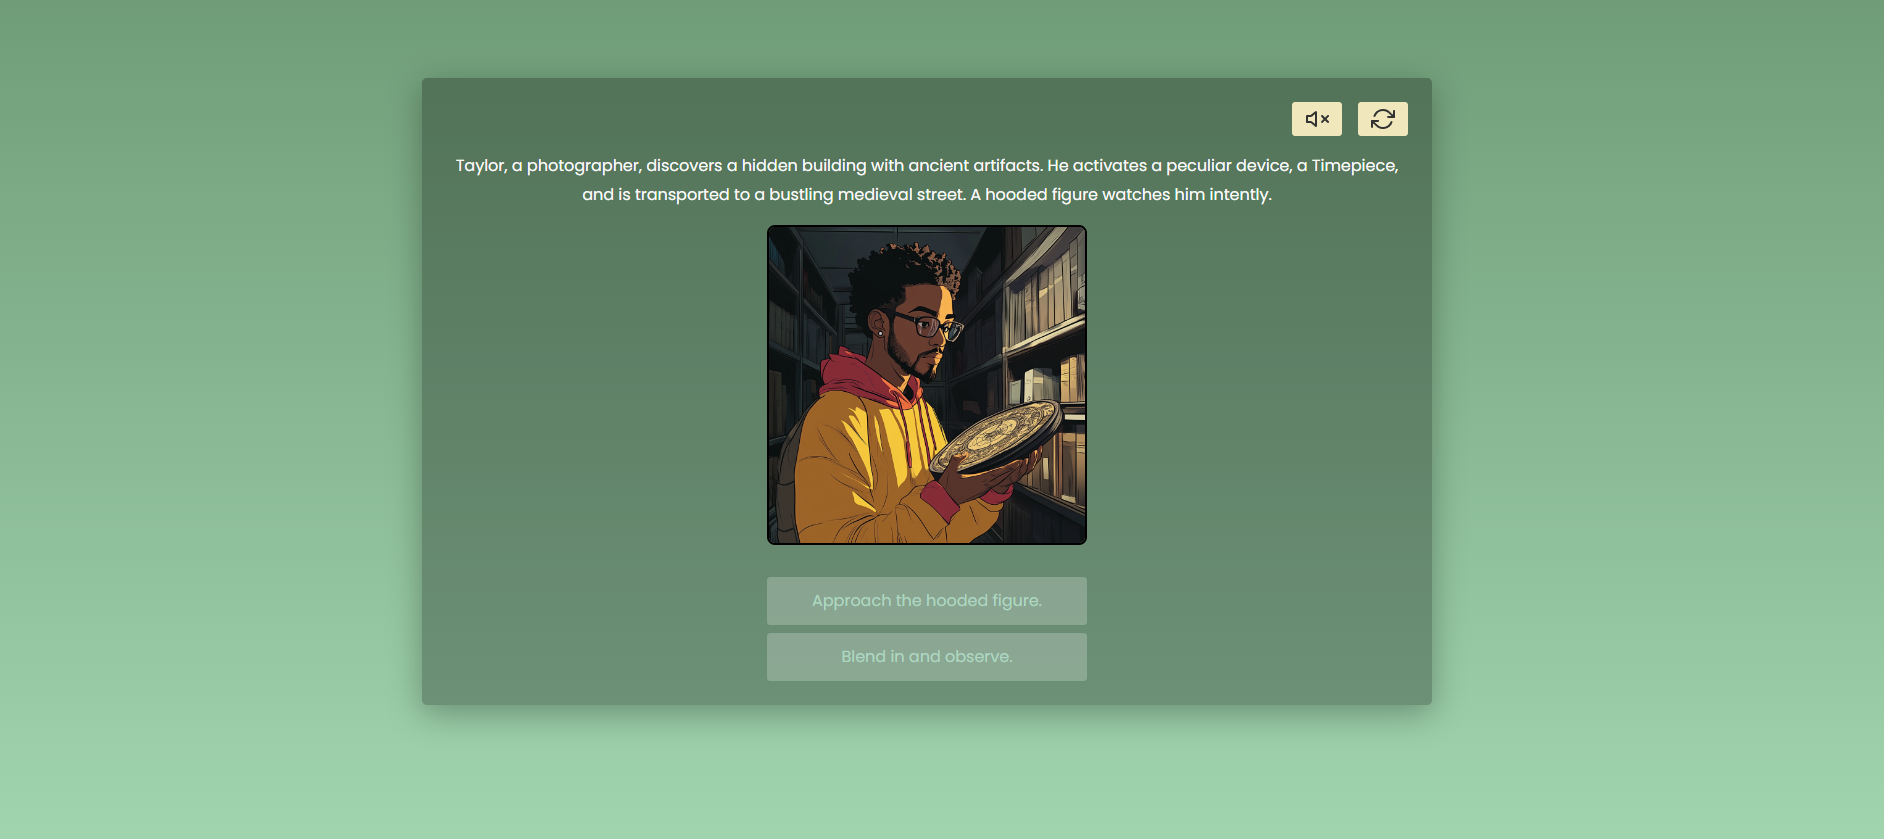 Taylor, a photographer, discovers a hidden building with ancient artifacts. He activates a peculiar device, a Timepiece,
and is transported to a bustling medieval street. A hooded figure watches him intently.
Approach the hooded figure.
Blend in and observe.